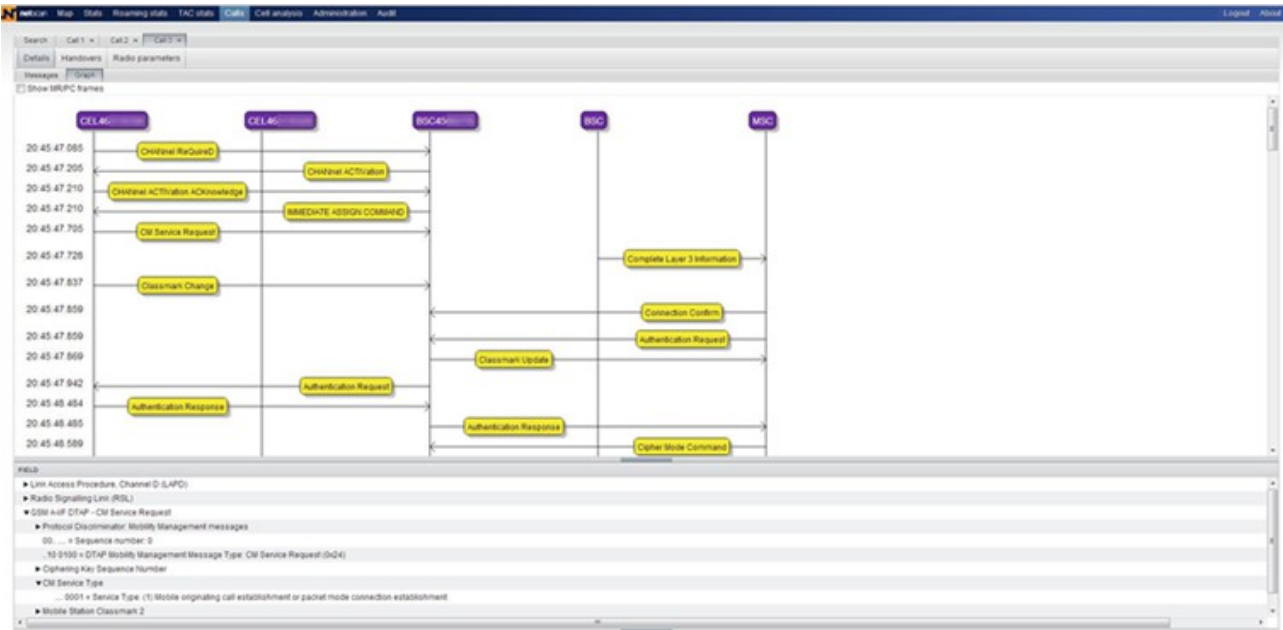 netscan Map Stats Roaming stats TAC stats Calls Cell analysis Administration Audit Logout About
Search Call 1 Call 2 Call 3
Details Handovers Radio parameters
Messages Graph
Show MR/PC frames
CEL46 CEL46 BSC45 BSC MSC
20:45:47.085 CHANnel ReQuireD
20:45:47.205 CHANnel ACTIVation
20:45:47.210 CHANnel ACTIVation ACKnowledge
20:45:47.210 IMMEDIATE ASSIGN COMMAND
20:45:47.705 CM Service Request
20:45:47.728 Complete Layer 3 Information
20:45:47.837 Classmark Change
20:45:47.859 Connection Confirm
20:45:47.859 Authentication Request
20:45:47.869 Classmark Update
20:45:47.942 Authentication Request
20:45:48.484 Authentication Response
20:45:48.485 Authentication Response
20:45:48.589 Cipher Mode Command
FIELD
Link Access Procedure, Channel D (LAPD)
Radio Signalling Link (RSL)
GSM A-I/F DTAP - CM Service Request
Protocol Discriminator: Mobility Management messages
00.. .... = Sequence number: 0
..10 0100 = DTAP Mobility Management Message Type: CM Service Request (0x24)
Ciphering Key Sequence Number
CM Service Type
.... 0001 = Service Type: (1) Mobile originating call establishment or packet mode connection establishment
Mobile Station Classmark 2